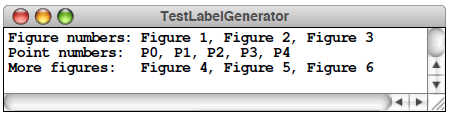 TestLabelGenerator
Figure numbers: Figure 1, Figure 2, Figure 3
Point numbers:  P0, P1, P2, P3, P4
More figures:   Figure 4, Figure 5, Figure 6